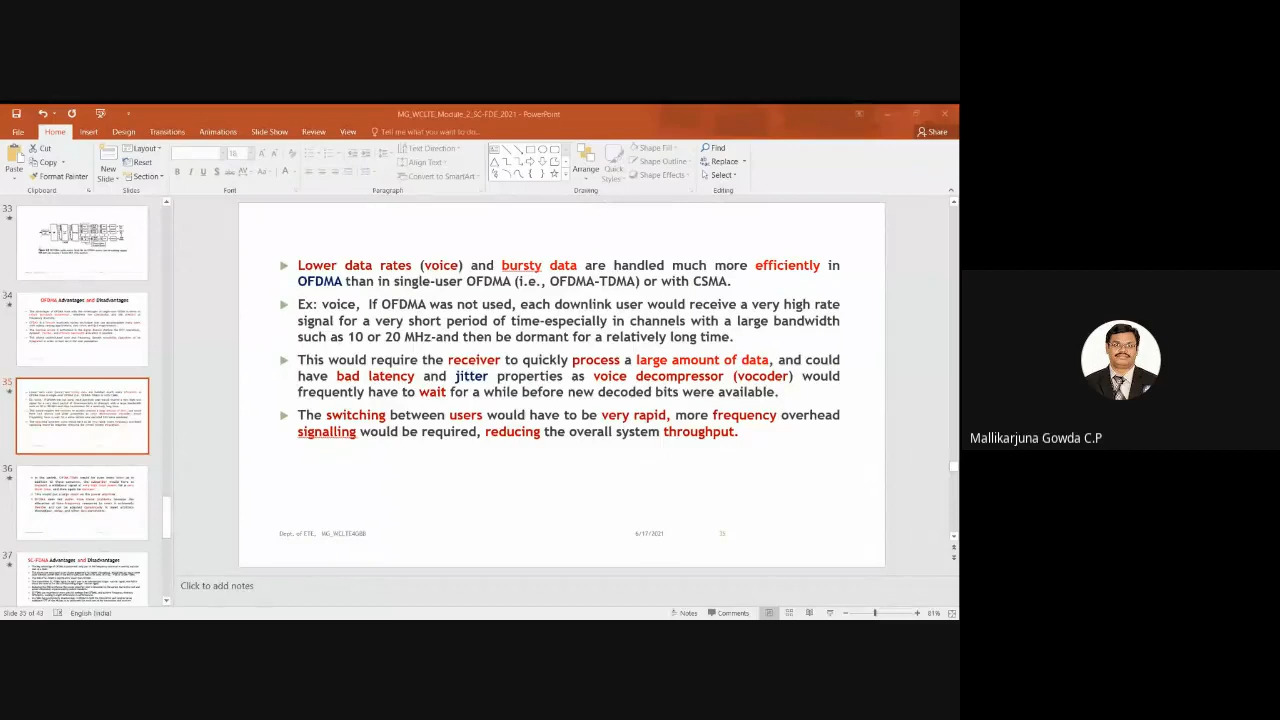 MG_WCLTE_Module_2_SC-FDE_2021 - PowerPoint
File Home Insert Design Transitions Animations Slide Show Review View Tell me what you want to do... Share
Paste
Cut
Copy
Format Painter
Clipboard
New Slide
Layout
Reset
Section
Slides
18
Font
Text Direction
Align Text
Convert to SmartArt
Paragraph
Arrange
Quick Styles
Shape Fill
Shape Outline
Shape Effects
Drawing
Find
Replace
Select
Editing
33
34
OFDMA Advantages and Disadvantages
35
36
37
SC-FDMA Advantages and Disadvantages
Lower data rates (voice) and bursty data are handled much more efficiently in
OFDMA than in single-user OFDMA (i.e., OFDMA-TDMA) or with CSMA.
Ex: voice, If OFDMA was not used, each downlink user would receive a very high rate
signal for a very short period of time-especially in channels with a large bandwidth
such as 10 or 20 MHz-and then be dormant for a relatively long time.
This would require the receiver to quickly process a large amount of data, and could
have bad latency and jitter properties as voice decompressor (vocoder) would
frequently have to wait for a while before new decoded bits were available.
The switching between users would have to be very rapid, more frequency overhead
signalling would be required, reducing the overall system throughput.
Dept. of ETE, MG_WCLTE4GBB 6/17/2021 35
Click to add notes
Slide 35 of 43 English (India) Notes Comments 81%
Mallikarjuna Gowda C.P